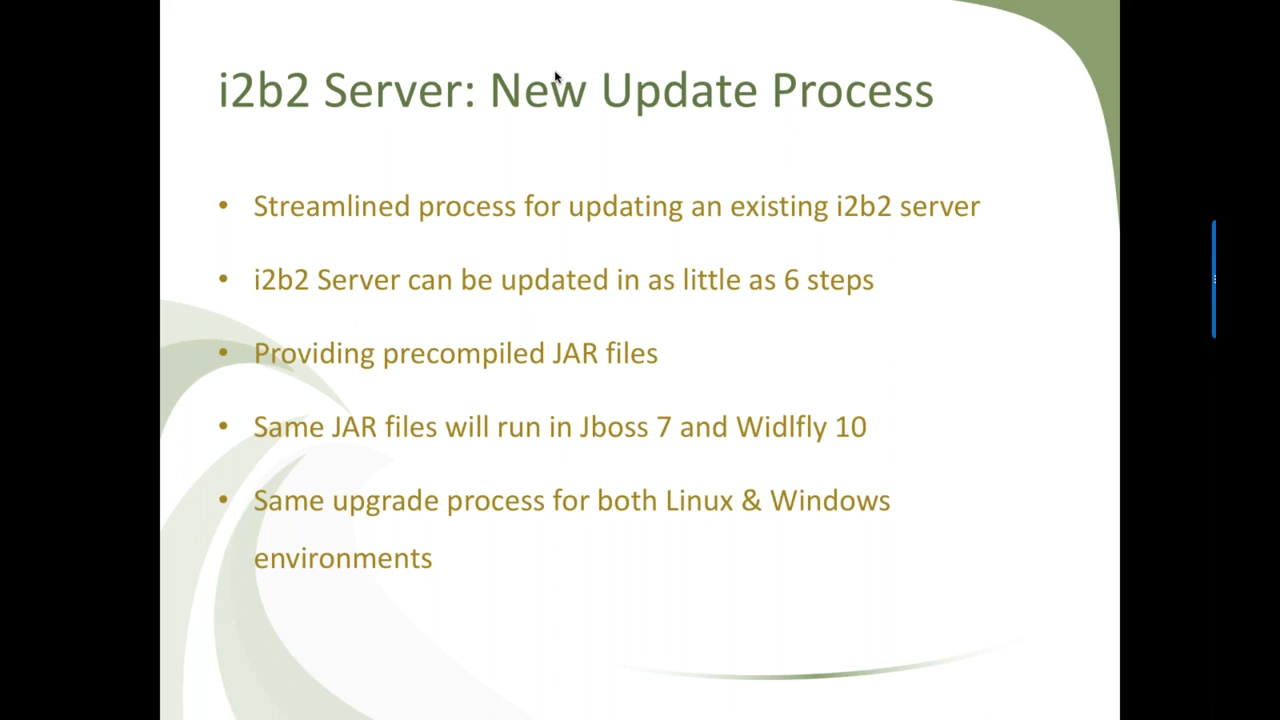 i2b2 Server: New Update Process
• Streamlined process for updating an existing i2b2 server
• i2b2 Server can be updated in as little as 6 steps
• Providing precompiled JAR files
• Same JAR files will run in Jboss 7 and Widlfly 10
• Same upgrade process for both Linux & Windows
environments